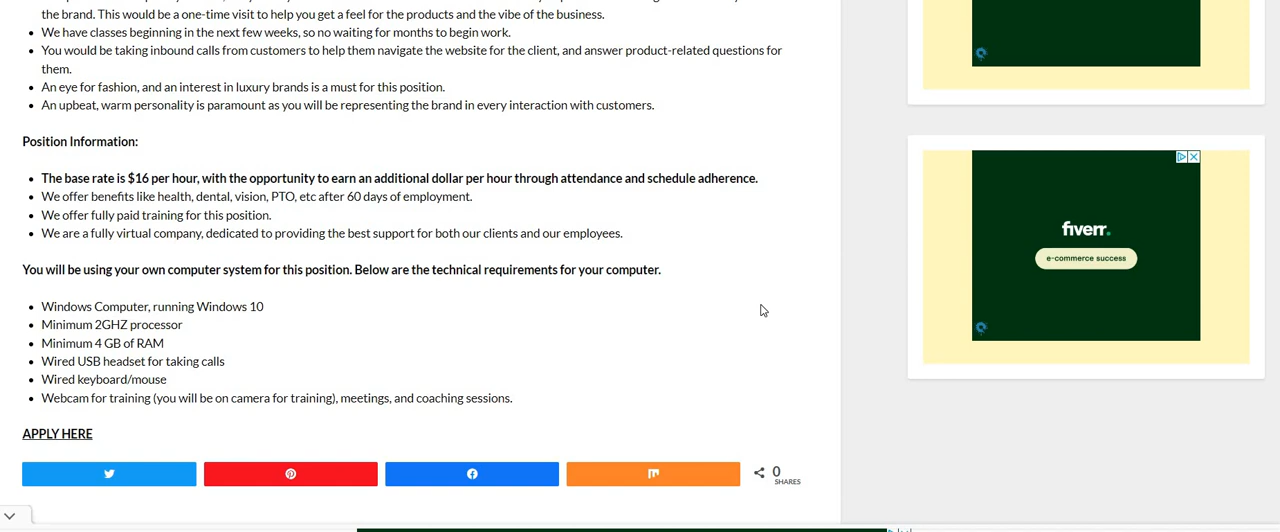 the brand. This would be a one-time visit to help you get a feel for the products and the vibe of the business.
We have classes beginning in the next few weeks, so no waiting for months to begin work.
You would be taking inbound calls from customers to help them navigate the website for the client, and answer product-related questions for
them.
An eye for fashion, and an interest in luxury brands is a must for this position.
An upbeat, warm personality is paramount as you will be representing the brand in every interaction with customers.
Position Information:
The base rate is $16 per hour, with the opportunity to earn an additional dollar per hour through attendance and schedule adherence.
We offer benefits like health, dental, vision, PTO, etc after 60 days of employment.
We offer fully paid training for this position.
We are a fully virtual company, dedicated to providing the best support for both our clients and our employees.
You will be using your own computer system for this position. Below are the technical requirements for your computer.
Windows Computer, running Windows 10
Minimum 2GHZ processor
Minimum 4 GB of RAM
Wired USB headset for taking calls
Wired keyboard/mouse
Webcam for training (you will be on camera for training), meetings, and coaching sessions.
APPLY HERE
0
SHARES
fiverr.
e-commerce success